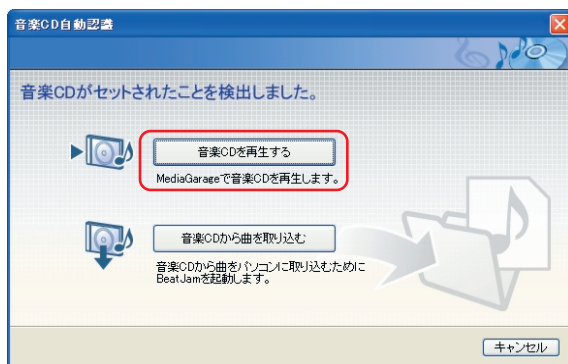 音楽CD自動認識
音楽CDがセットされたことを検出しました。
音楽CDを再生する
MediaGarageで音楽CDを再生します。
音楽CDから曲を取り込む
音楽CDから曲をパソコンに取り込むために
BeatJamを起動します。
キャンセル